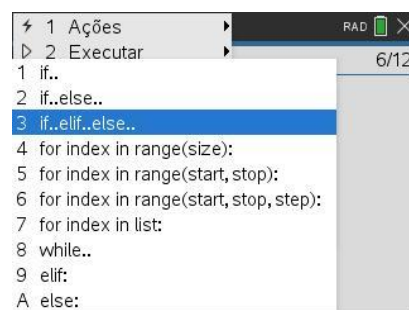 1 Ações
RAD
2 Executar
6/12
1 if..
2 if..else..
3 if..elif..else..
4 for index in range(size):
5 for index in range(start,stop):
6 for index in range(start,stop,step):
7 for index in list:
8 while..
9 elif:
A else: